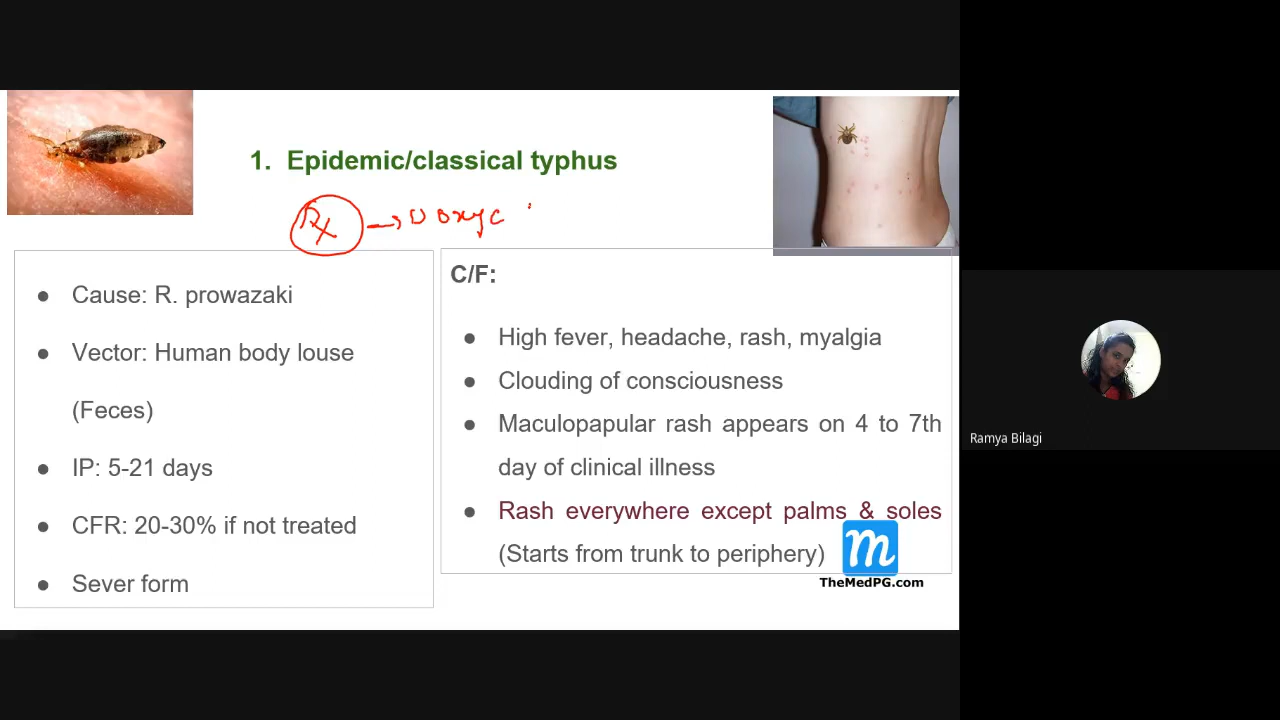 1. Epidemic/classical typhus
Rx → Doxyc
● Cause: R. prowazaki
● Vector: Human body louse
(Feces)
● IP: 5-21 days
● CFR: 20-30% if not treated
● Sever form
C/F:
● High fever, headache, rash, myalgia
● Clouding of consciousness
● Maculopapular rash appears on 4 to 7th
day of clinical illness
● Rash everywhere except palms & soles
(Starts from trunk to periphery)
m
TheMedPG.com
Ramya Bilagi